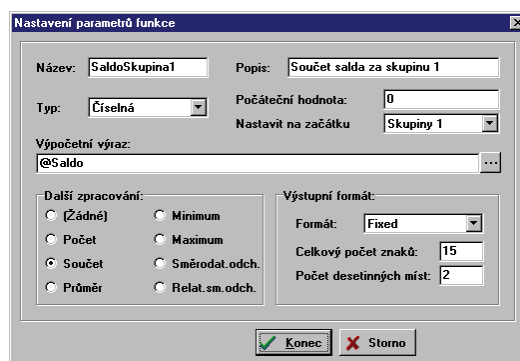 Nastavení parametrů funkce
Název: SaldoSkupina1 Popis: Součet salda za skupinu 1
Typ: Číselná Počáteční hodnota: 0
Nastavit na začátku Skupiny 1
Výpočetní výraz:
@Saldo ...
Další zpracování: Výstupní formát:
(Žádné) Minimum Formát: Fixed
Počet Maximum Celkový počet znaků: 15
Součet Směrodat.odch. Počet desetinných míst: 2
Průměr Relat.sm.odch.
Konec Storno